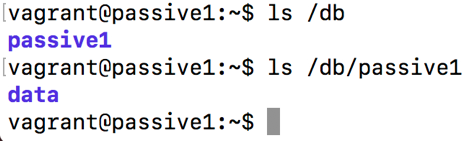 [vagrant@passive1:~$ ls /db
passive1
[vagrant@passive1:~$ ls /db/passive1
data
vagrant@passive1:~$